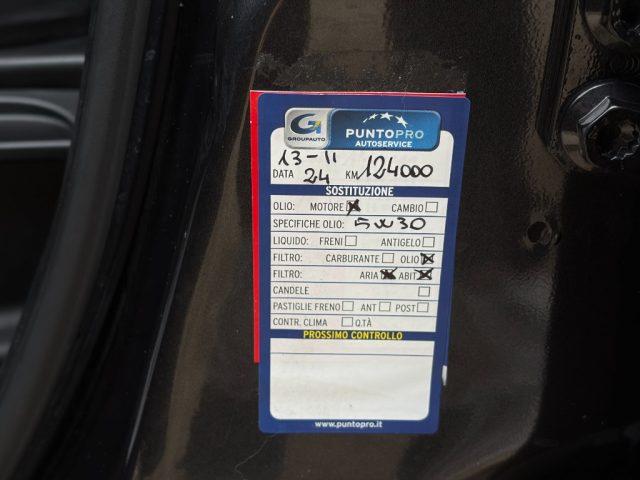 G GROUPAUTO PUNTOPRO
AUTOSERVICE
DATA 13-11 24 KM 124000
SOSTITUZIONE
OLIO: MOTORE CAMBIO
SPECIFICHE OLIO: 5W30
LIQUIDO: FRENI ANTIGELO
FILTRO: CARBURANTE OLIO
FILTRO: ARIA ABIT
CANDELE
PASTIGLIE FRENO ANT POST
CONTR. CLIMA Q.TÀ
PROSSIMO CONTROLLO
www.puntopro.it